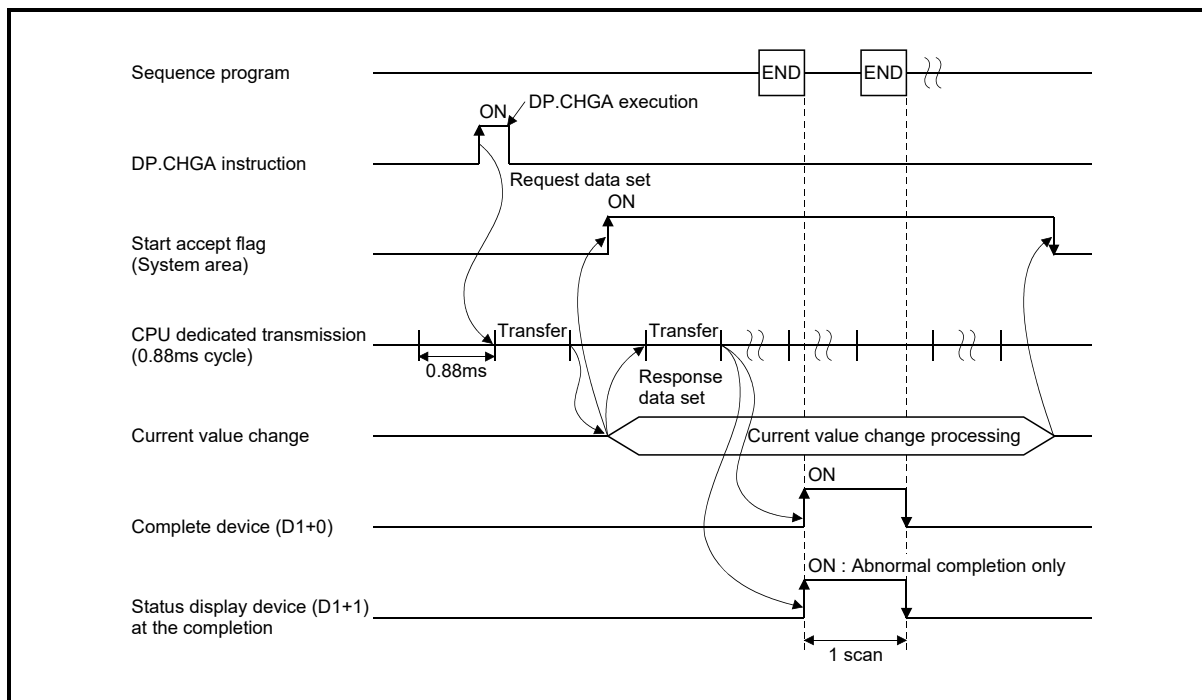 Sequence program
END
END
ON
DP.CHGA execution
DP.CHGA instruction
Request data set
ON
Start accept flag
(System area)
CPU dedicated transmission
(0.88ms cycle)
Transfer
Transfer
0.88ms
Response
data set
Current value change
Current value change processing
ON
Complete device (D1+0)
ON : Abnormal completion only
Status display device (D1+1)
at the completion
1 scan